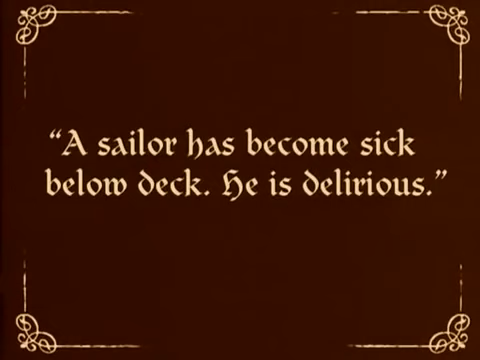 “A sailor has become sick
below deck. He is delirious.”